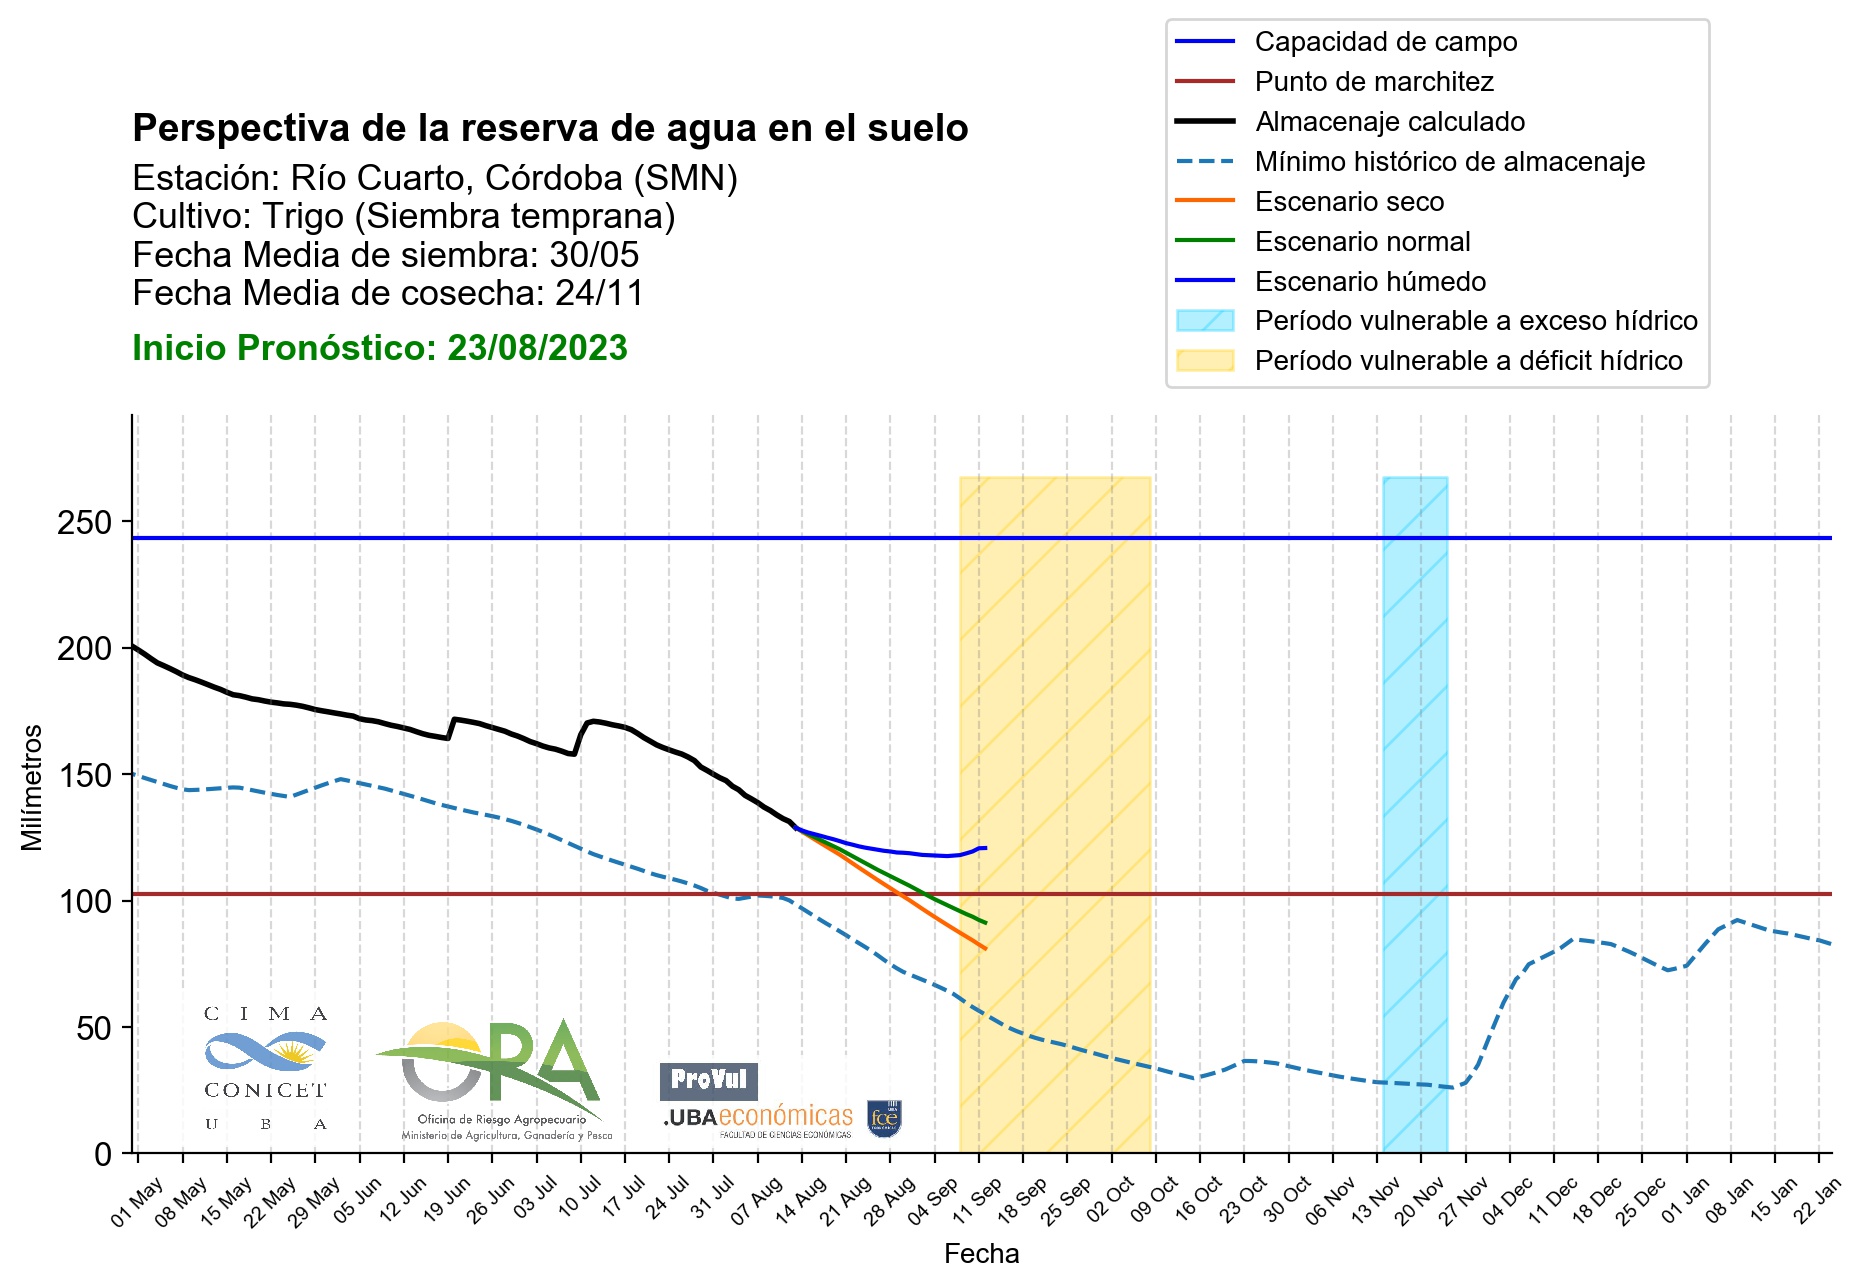 Capacidad de campo
Punto de marchitez
Almacenaje calculado
Mínimo histórico de almacenaje
Escenario seco
Escenario normal
Escenario húmedo
Período vulnerable a exceso hídrico
Período vulnerable a déficit hídrico
Perspectiva de la reserva de agua en el suelo
Estación: Río Cuarto, Córdoba (SMN)
Cultivo: Trigo (Siembra temprana)
Fecha Media de siembra: 30/05
Fecha Media de cosecha: 24/11
Inicio Pronóstico: 23/08/2023
250
200
150
100
50
0
Milímetros
CIMA
CONICET
UBA
ORA
Oficina de Riesgo Agropecuario
Ministerio de Agricultura, Ganadería y Pesca
ProVul
.UBAeconómicas
FACULTAD DE CIENCIAS ECONÓMICAS
fce
01 May 08 May 15 May 22 May 29 May 05 Jun 12 Jun 19 Jun 26 Jun 03 Jul 10 Jul 17 Jul 24 Jul 31 Jul 07 Aug 14 Aug 21 Aug 28 Aug 04 Sep 11 Sep 18 Sep 25 Sep 02 Oct 09 Oct 16 Oct 23 Oct 30 Oct 06 Nov 13 Nov 20 Nov 27 Nov 04 Dec 11 Dec 18 Dec 25 Dec 01 Jan 08 Jan 15 Jan 22 Jan
Fecha